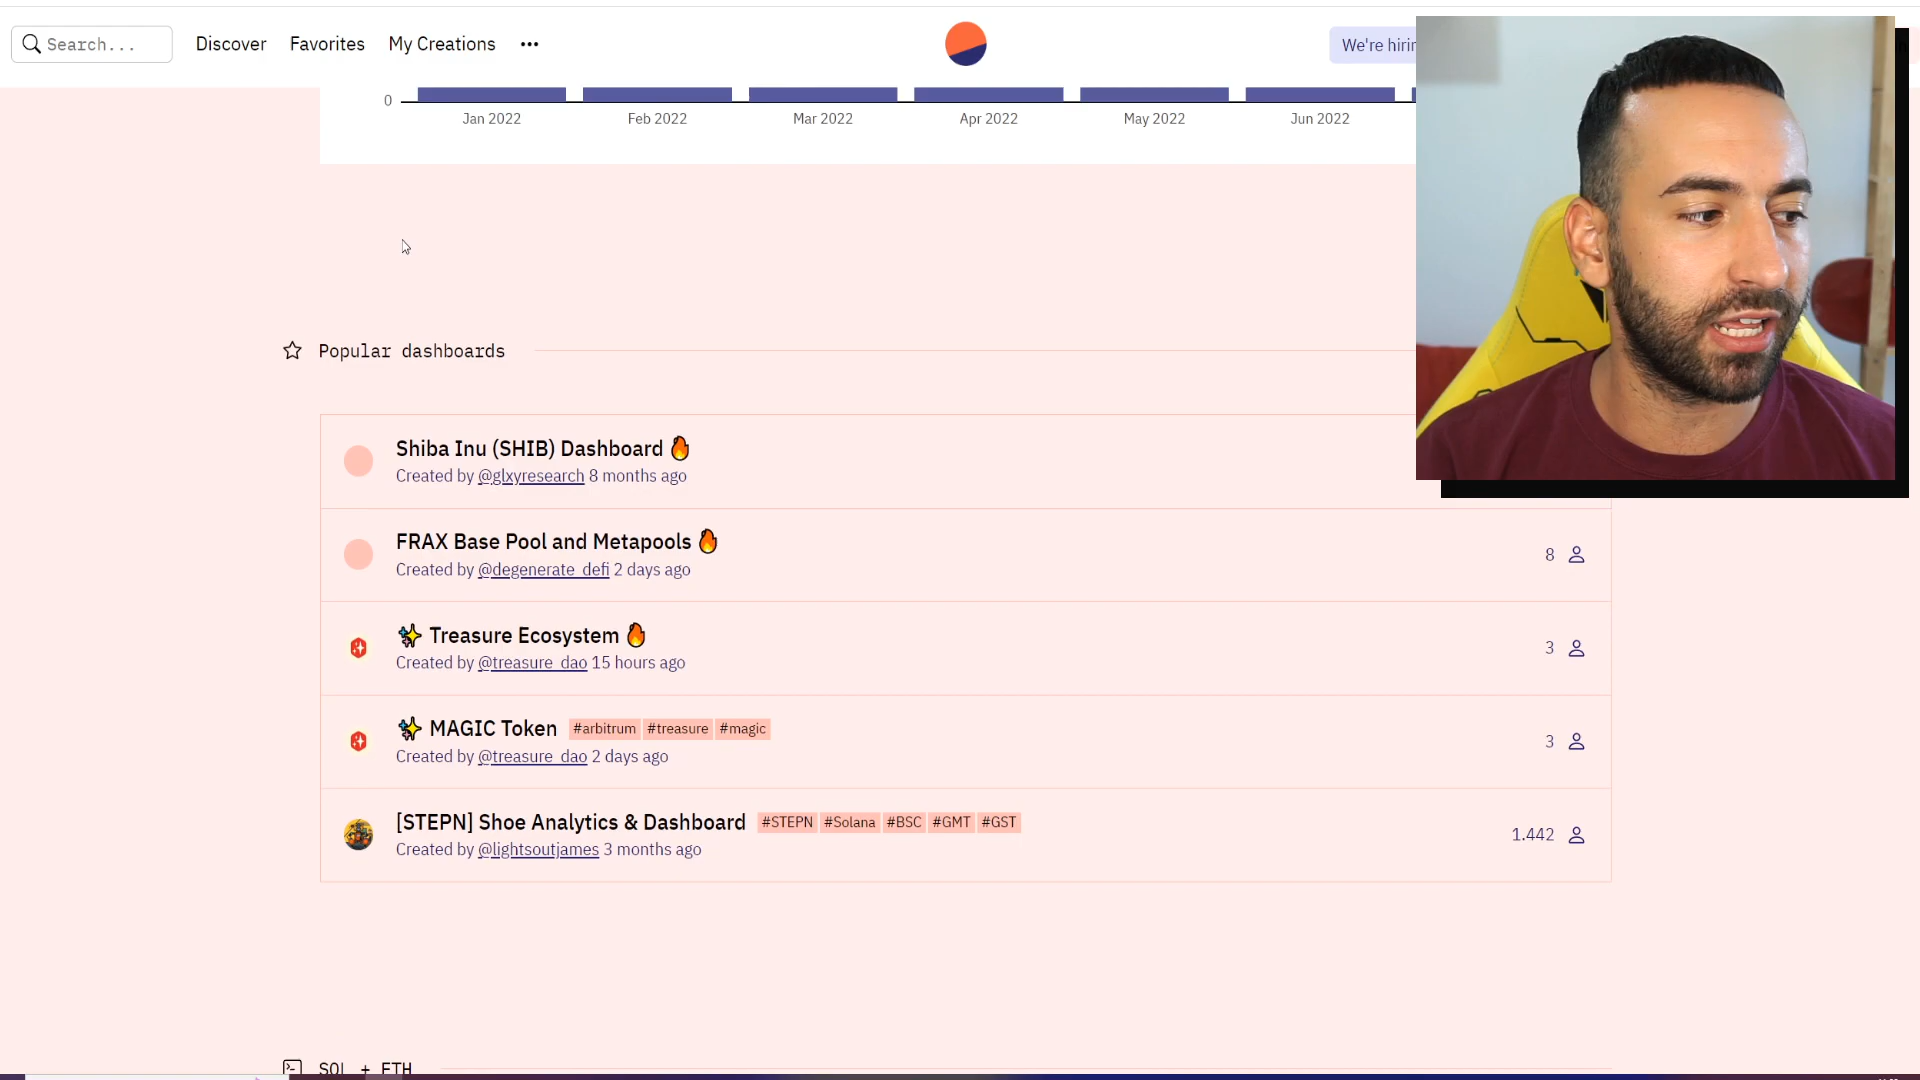 Search...
Discover
Favorites
My Creations
We're hirin
0
Jan 2022
Feb 2022
Mar 2022
Apr 2022
May 2022
Jun 2022
Popular dashboards
Shiba Inu (SHIB) Dashboard 🔥
Created by @glxyresearch 8 months ago
FRAX Base Pool and Metapools 🔥
Created by @degenerate_defi 2 days ago
8
✨ Treasure Ecosystem 🔥
Created by @treasure_dao 15 hours ago
3
✨ MAGIC Token #arbitrum #treasure #magic
Created by @treasure_dao 2 days ago
3
[STEPN] Shoe Analytics & Dashboard #STEPN #Solana #BSC #GMT #GST
Created by @lightsoutjames 3 months ago
1.442
SOL + ETH